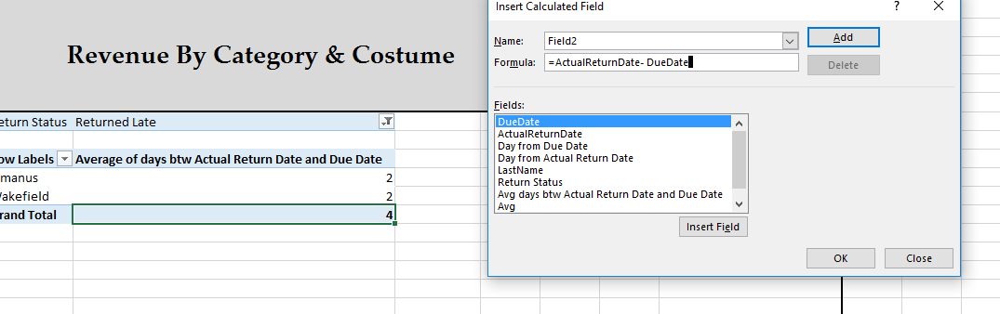 Insert Calculated Field ?
Name: Field2 Add
Formula: =ActualReturnDate- DueDate Delete
Revenue By Category & Costume
Fields:
DueDate
ActualReturnDate
Day from Due Date
Day from Actual Return Date
LastName
Return Status
Avg days btw Actual Return Date and Due Date
Avg
Insert Field
OK Close
eturn Status Returned Late
ow Labels Average of days btw Actual Return Date and Due Date
manus 2
akefield 2
rand Total 4